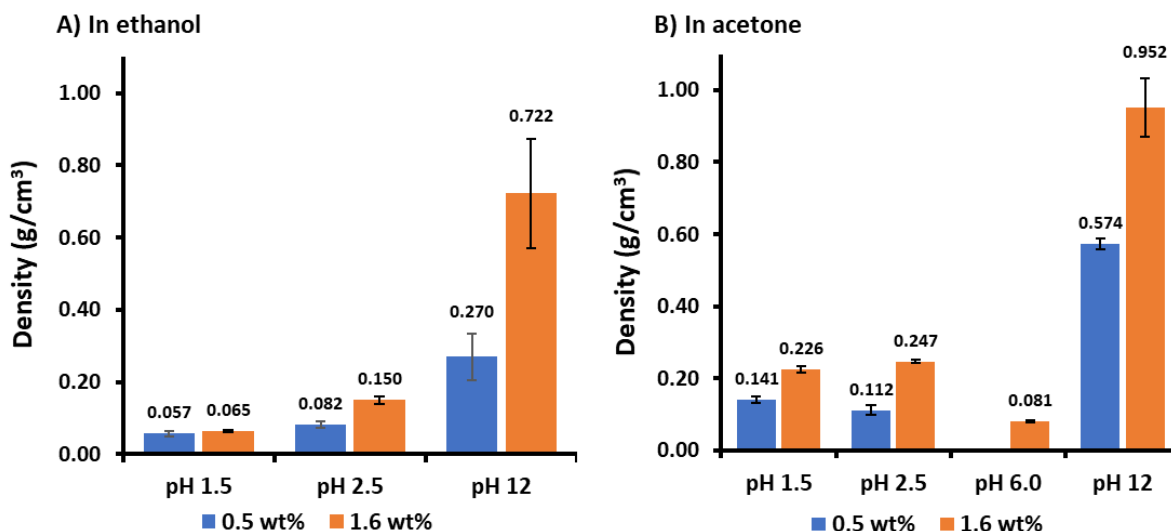 A) In ethanol
Density (g/cm³)
1.00
0.80
0.60
0.40
0.20
0.00
0.057
0.065
0.082
0.150
0.270
0.722
pH 1.5
pH 2.5
pH 12
0.5 wt%
1.6 wt%
B) In acetone
Density (g/cm³)
1.00
0.80
0.60
0.40
0.20
0.00
0.141
0.226
0.112
0.247
0.081
0.574
0.952
pH 1.5
pH 2.5
pH 6.0
pH 12
0.5 wt%
1.6 wt%